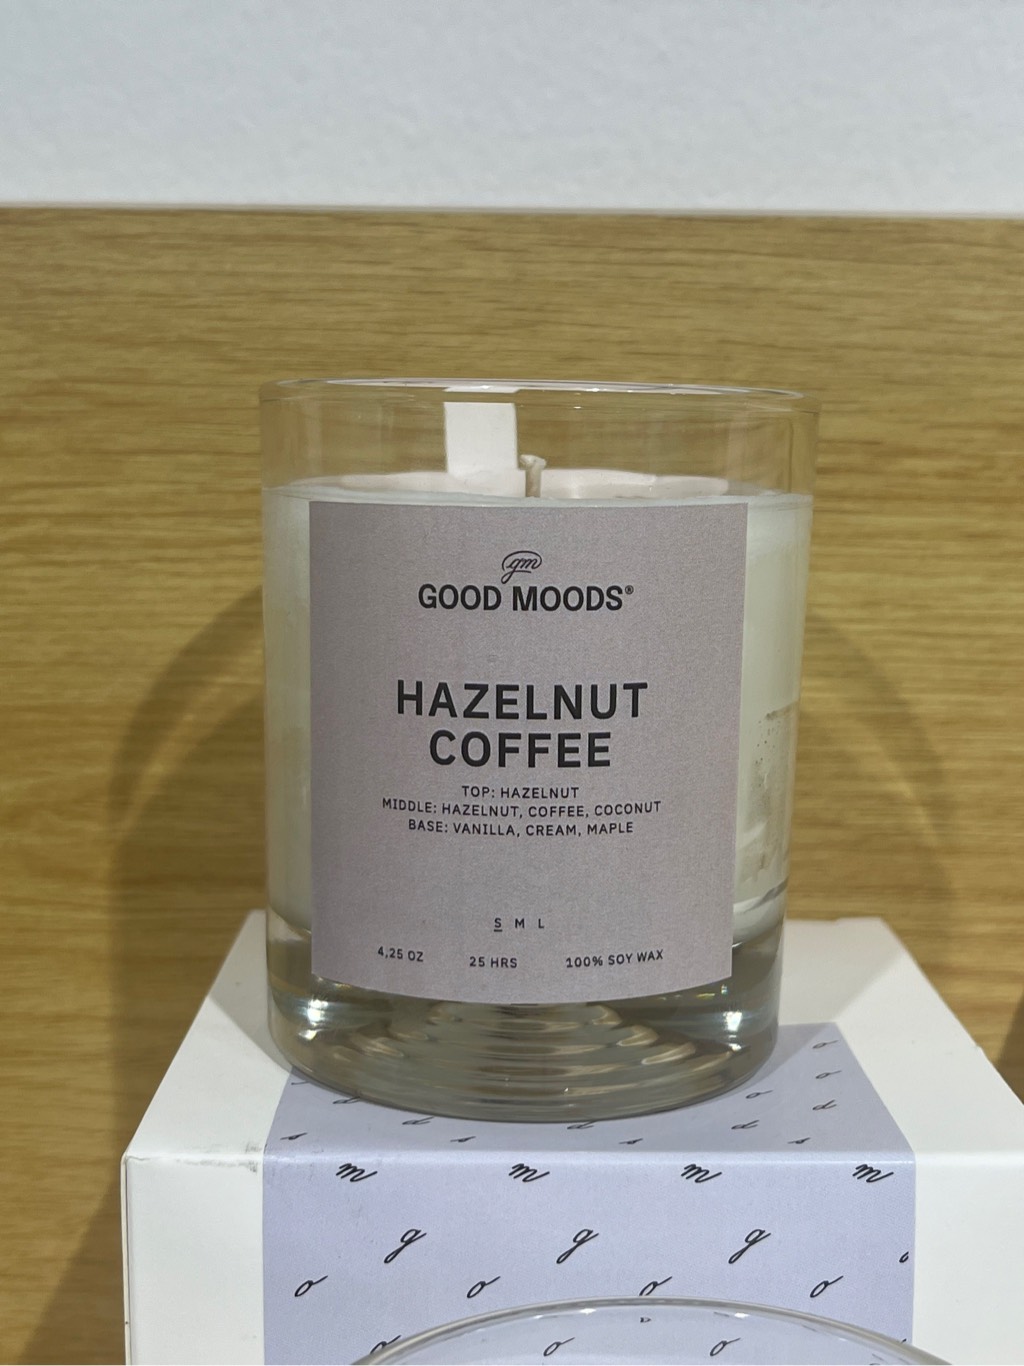 gm
GOOD MOODS®
HAZELNUT
COFFEE
TOP: HAZELNUT
MIDDLE: HAZELNUT, COFFEE, COCONUT
BASE: VANILLA, CREAM, MAPLE
S M L
4,25 OZ 25 HRS 100% SOY WAX
m m m m
g g g
o o o o